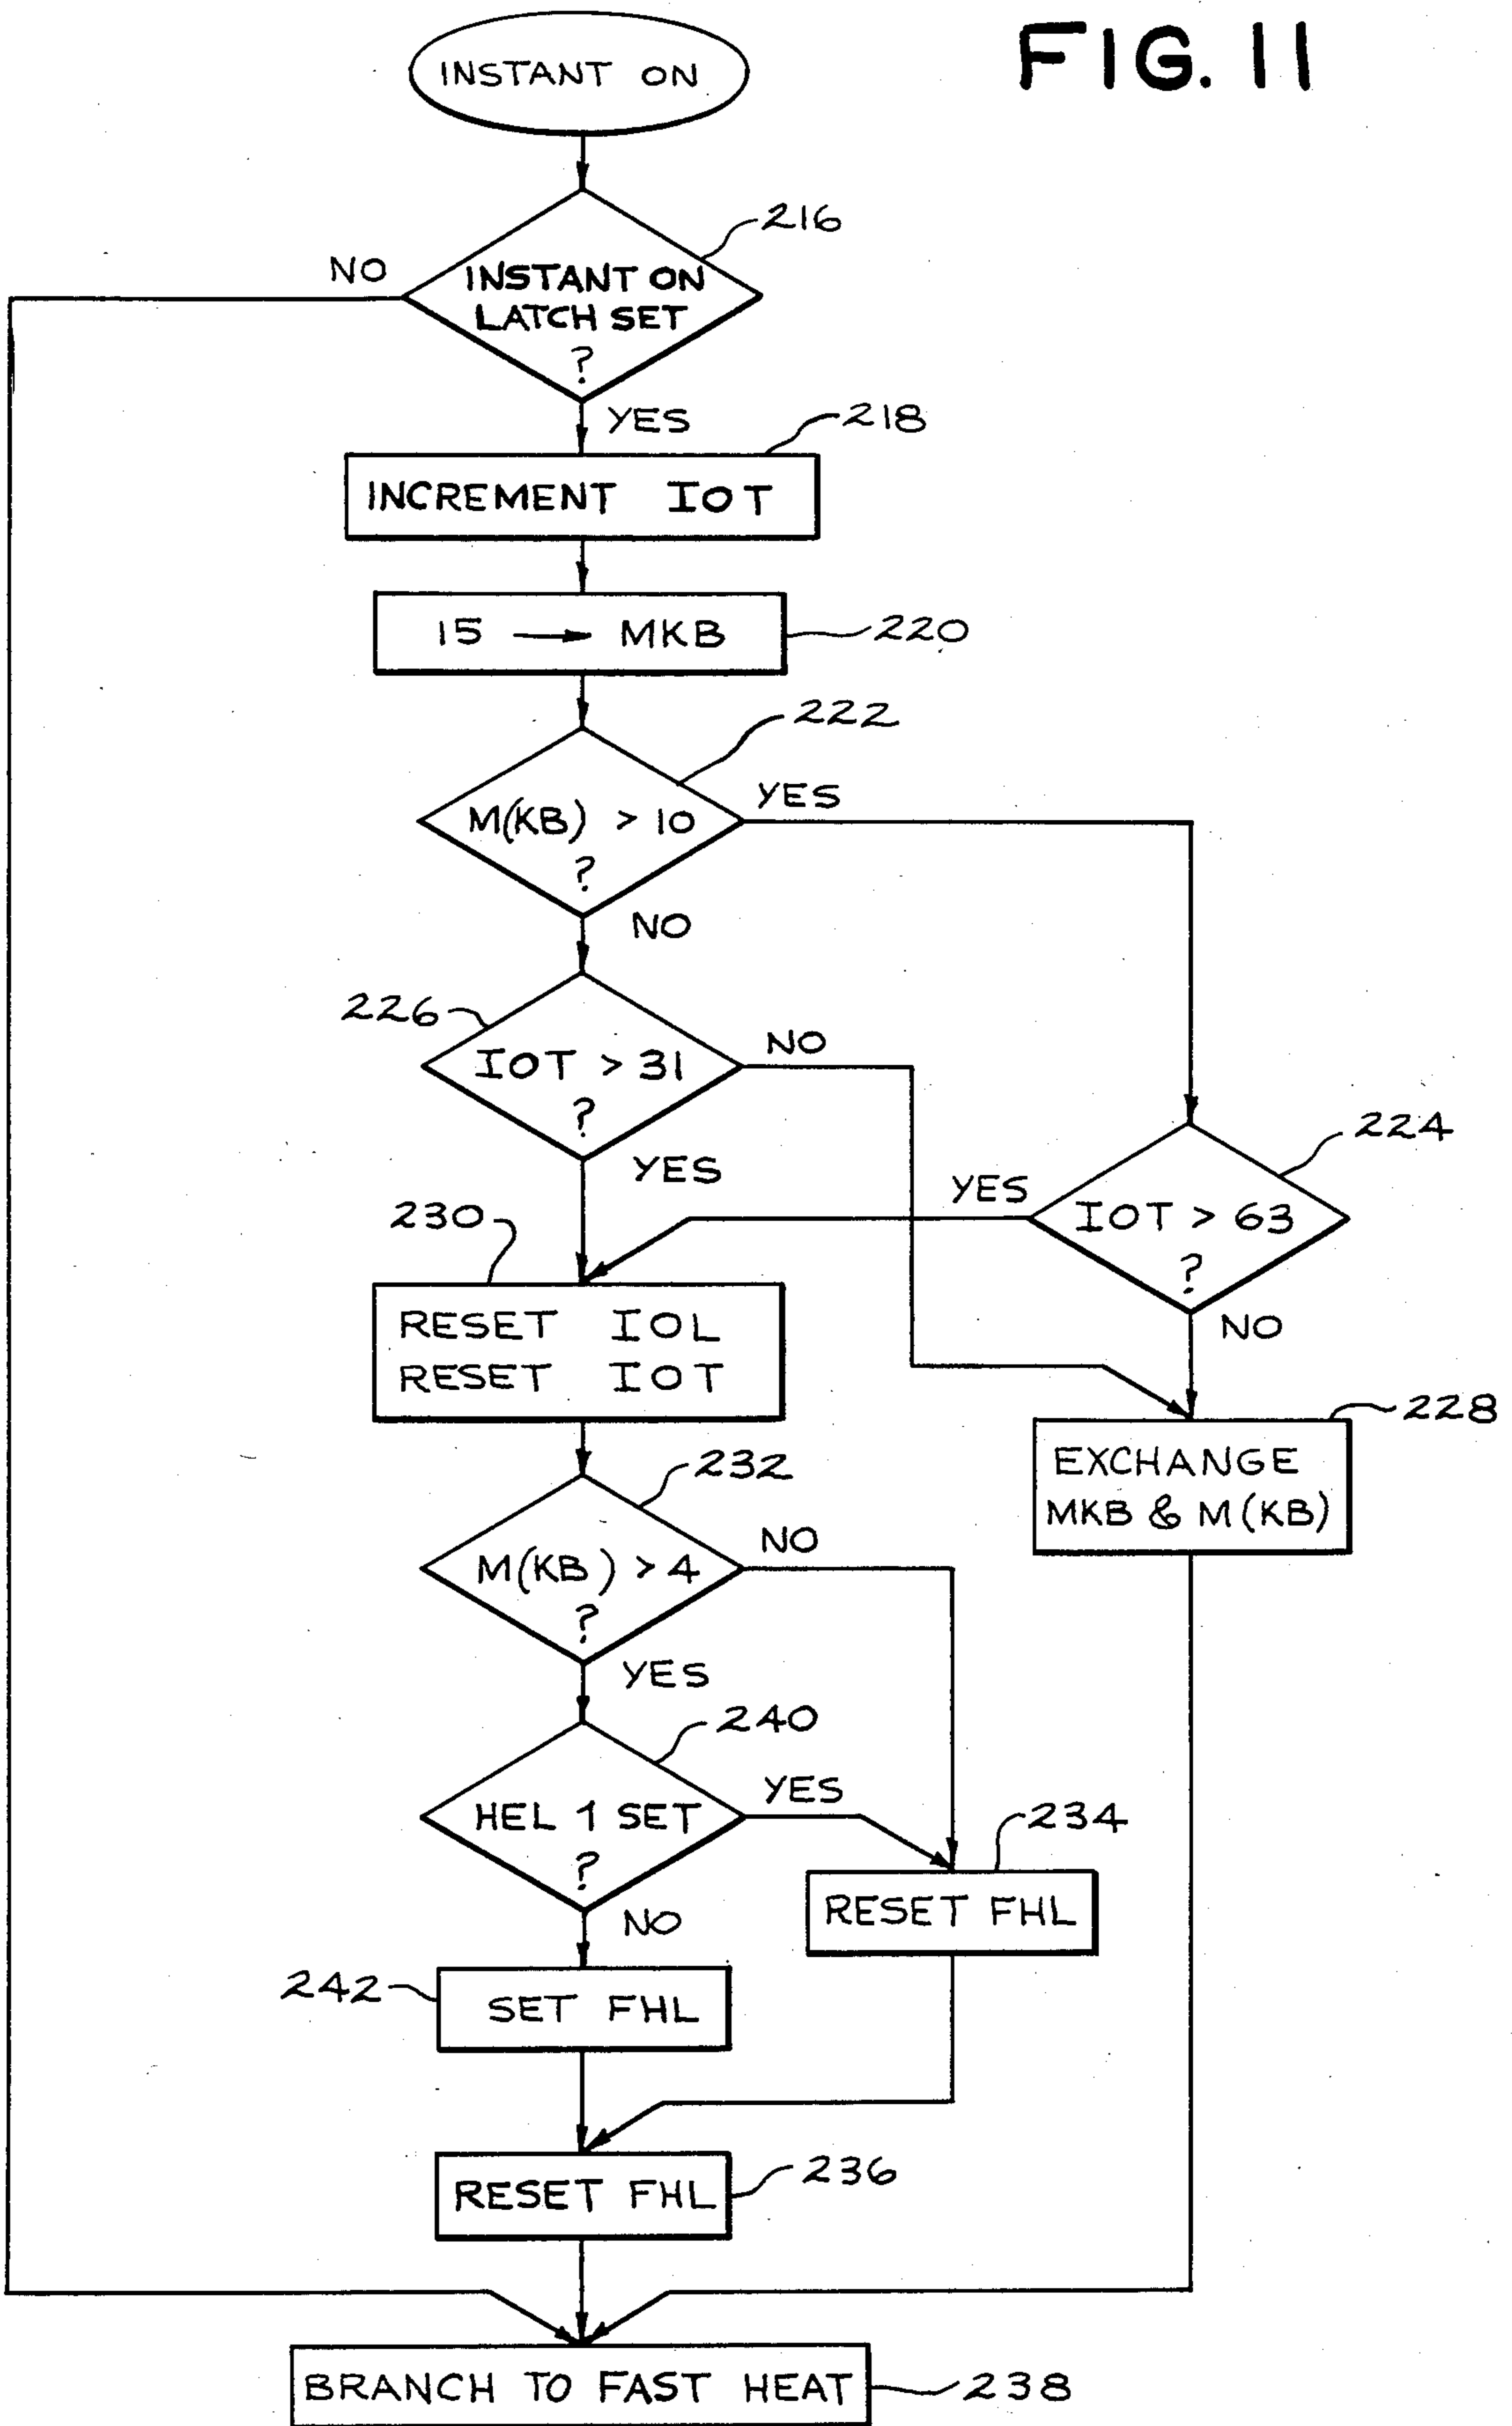 FIG. 11
INSTANT ON
216
NO
INSTANT ON
LATCH SET
?
YES
218
INCREMENT IOT
15 → MKB
220
222
M(KB) > 10
?
YES
NO
226
IOT > 31
?
NO
YES
224
IOT > 63
?
YES
NO
230
RESET IOL
RESET IOT
228
EXCHANGE
MKB & M(KB)
232
M(KB) > 4
?
NO
YES
240
HEL 1 SET
?
YES
NO
234
RESET FHL
242
SET FHL
RESET FHL
236
BRANCH TO FAST HEAT
238